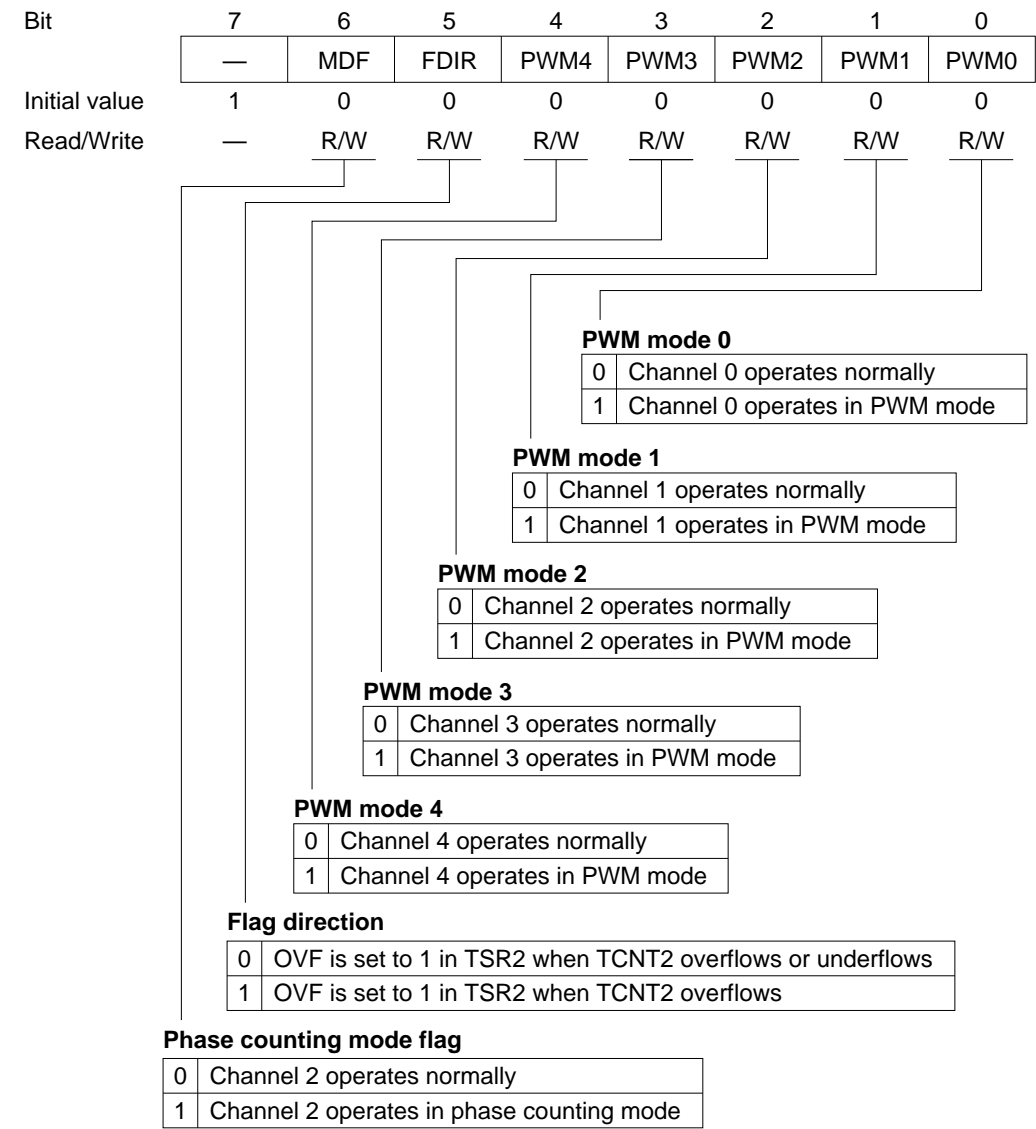 Bit 7 6 5 4 3 2 1 0
— MDF FDIR PWM4 PWM3 PWM2 PWM1 PWM0
Initial value 1 0 0 0 0 0 0 0
Read/Write — R/W R/W R/W R/W R/W R/W R/W
PWM mode 0
0 Channel 0 operates normally
1 Channel 0 operates in PWM mode
PWM mode 1
0 Channel 1 operates normally
1 Channel 1 operates in PWM mode
PWM mode 2
0 Channel 2 operates normally
1 Channel 2 operates in PWM mode
PWM mode 3
0 Channel 3 operates normally
1 Channel 3 operates in PWM mode
PWM mode 4
0 Channel 4 operates normally
1 Channel 4 operates in PWM mode
Flag direction
0 OVF is set to 1 in TSR2 when TCNT2 overflows or underflows
1 OVF is set to 1 in TSR2 when TCNT2 overflows
Phase counting mode flag
0 Channel 2 operates normally
1 Channel 2 operates in phase counting mode